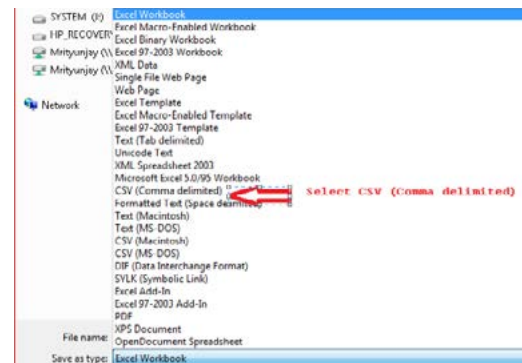 SYSTEM (I:)
HP_RECOVERY
Mrityunjay (\\
Mrityunjay (\\
Network
Excel Workbook
Excel Macro-Enabled Workbook
Excel Binary Workbook
Excel 97-2003 Workbook
XML Data
Single File Web Page
Web Page
Excel Template
Excel Macro-Enabled Template
Excel 97-2003 Template
Text (Tab delimited)
Unicode Text
XML Spreadsheet 2003
Microsoft Excel 5.0/95 Workbook
CSV (Comma delimited)
Select CSV (Comma delimited)
Formatted Text (Space delimited)
Text (Macintosh)
Text (MS-DOS)
CSV (Macintosh)
CSV (MS-DOS)
DIF (Data Interchange Format)
SYLK (Symbolic Link)
Excel Add-In
Excel 97-2003 Add-In
PDF
XPS Document
OpenDocument Spreadsheet
File name:
Save as type: Excel Workbook